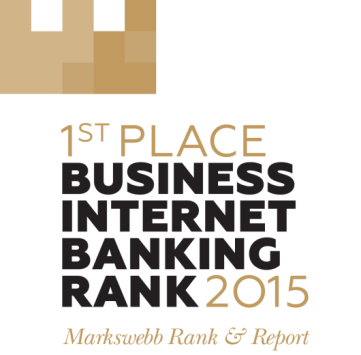 1ST PLACE
BUSINESS
INTERNET
BANKING
RANK 2015
Markswebb Rank & Report